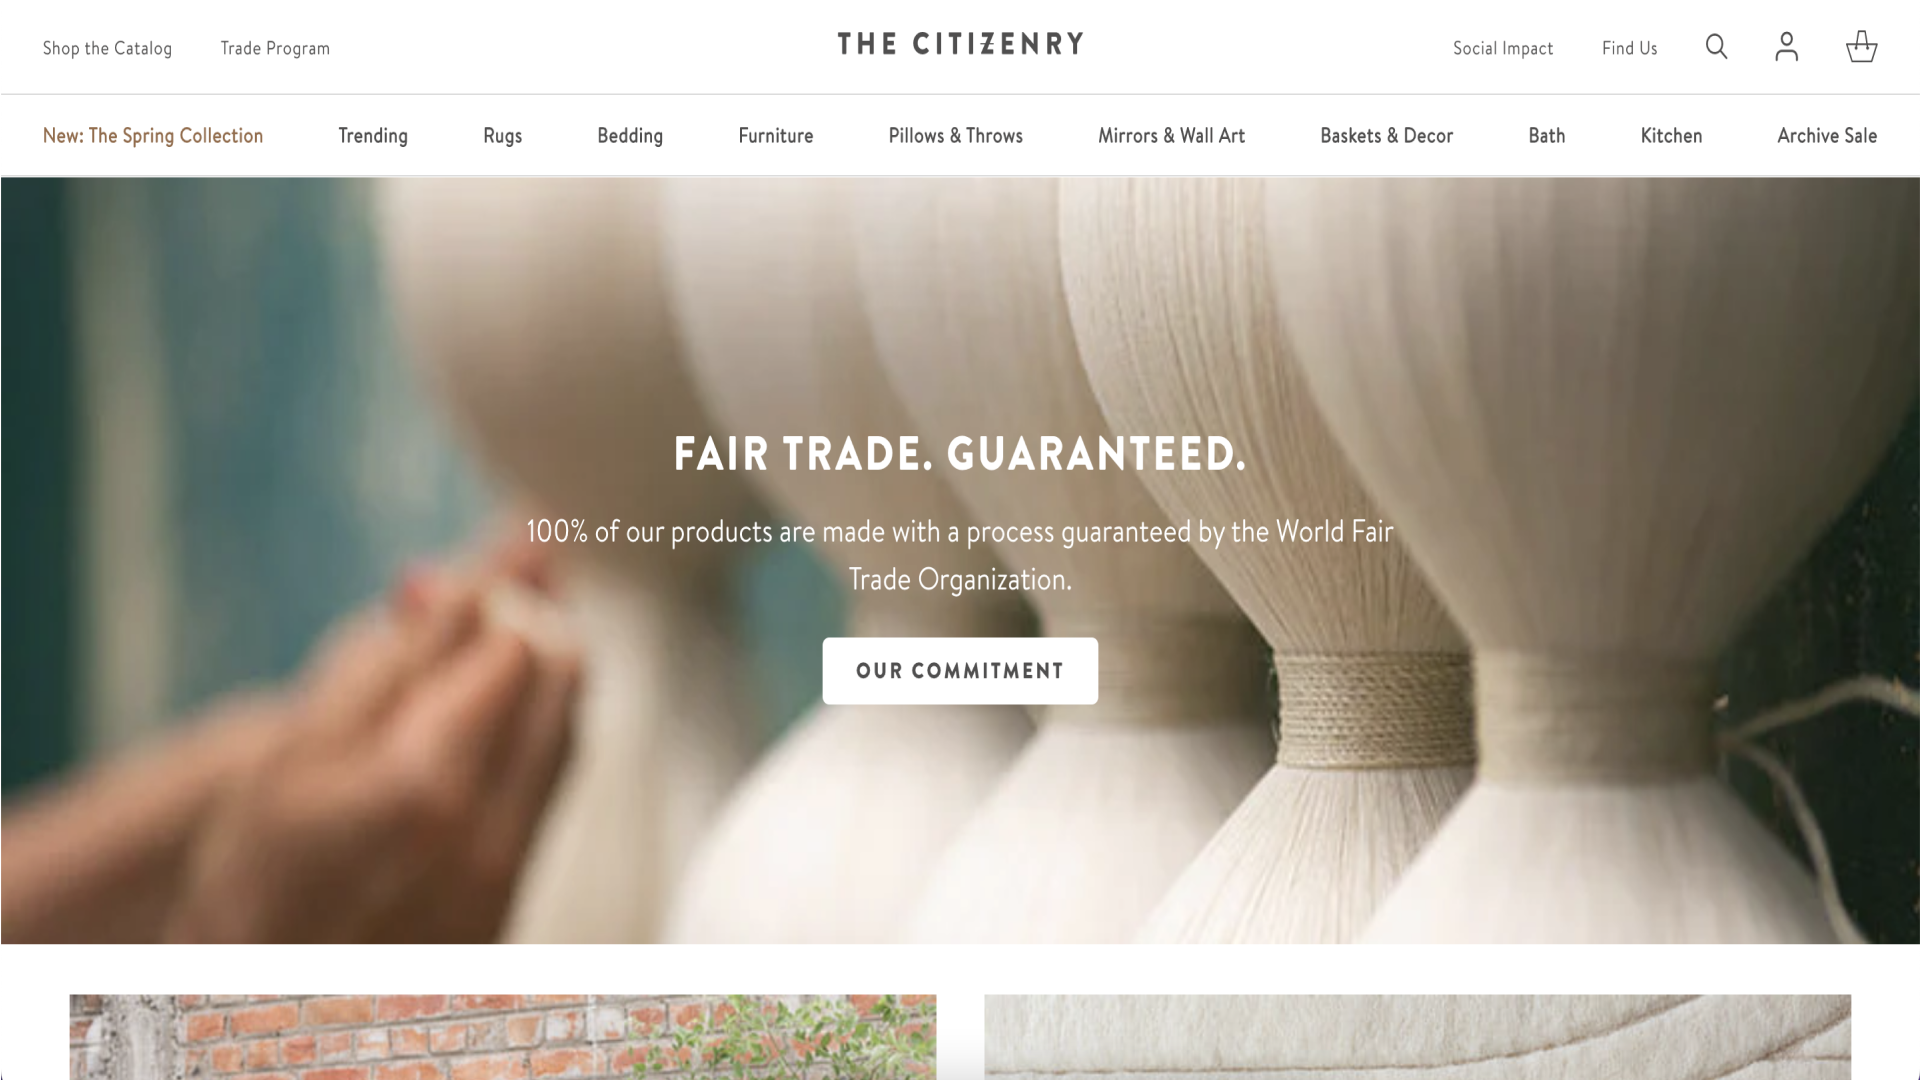 Shop the Catalog
Trade Program
THE CITIZENRY
Social Impact
Find Us
New: The Spring Collection
Trending
Rugs
Bedding
Furniture
Pillows & Throws
Mirrors & Wall Art
Baskets & Decor
Bath
Kitchen
Archive Sale
FAIR TRADE. GUARANTEED.
100% of our products are made with a process guaranteed by the World Fair
Trade Organization.
OUR COMMITMENT